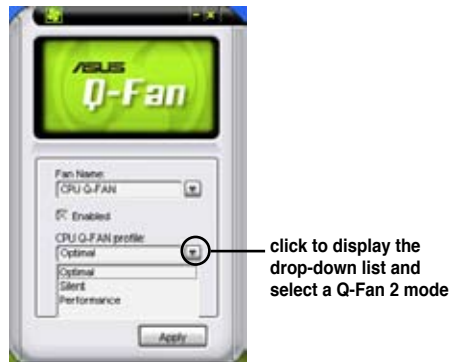 ASUS
Q-Fan
Fan Name:
CPU Q-FAN
Enabled
CPU Q-FAN profile:
Optimal
Optimal
Silent
Performance
Apply
click to display the
drop-down list and
select a Q-Fan 2 mode